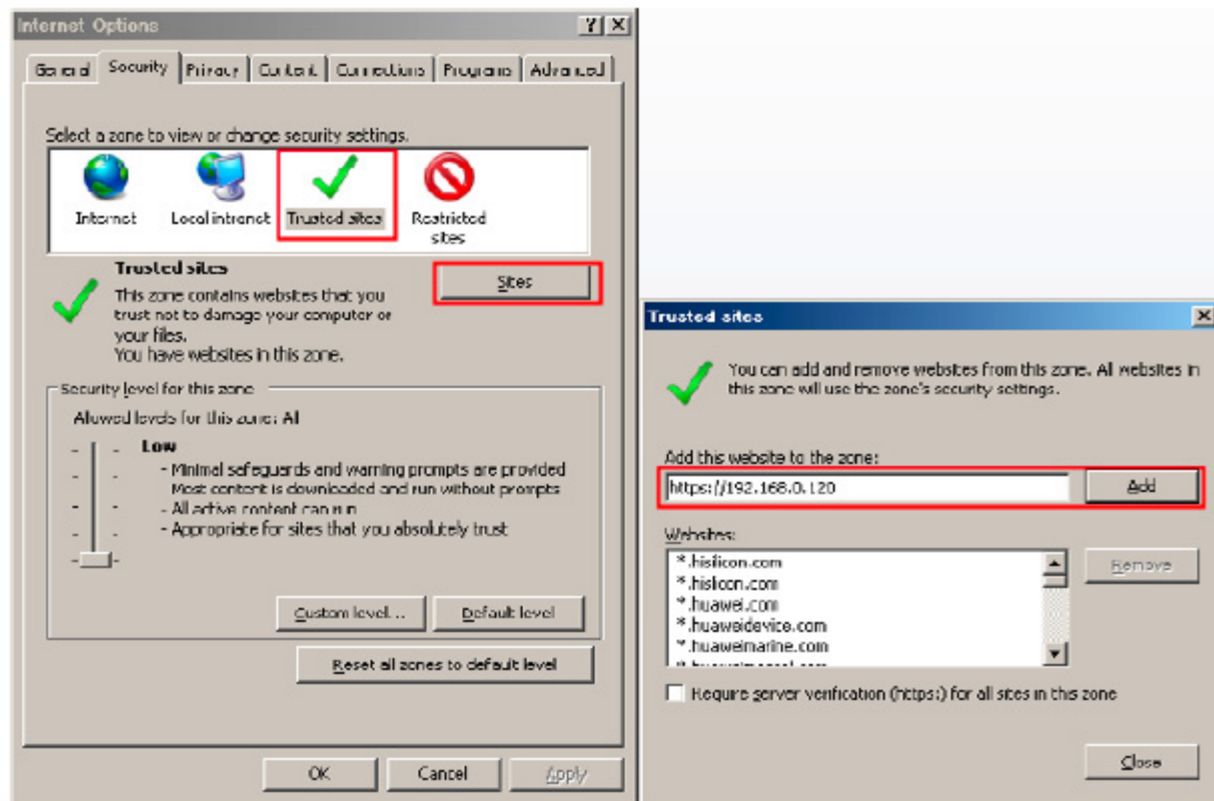 Internet Options
General
Security
Privacy
Content
Connections
Programs
Advanced
Select a zone to view or change security settings.
Internet
Local intranet
Trusted sites
Restricted
sites
Trusted sites
Sites
This zone contains websites that you
trust not to damage your computer or
your files.
You have websites in this zone.
Security level for this zone
Allowed levels for this zone: All
Low
- Minimal safeguards and warning prompts are provided
- Most content is downloaded and run without prompts
- All active content can run
- Appropriate for sites that you absolutely trust
Custom level...
Default level
Reset all zones to default level
OK
Cancel
Apply
Trusted sites
You can add and remove websites from this zone. All websites in
this zone will use the zone's security settings.
Add this website to the zone:
https://192.168.0.120
Add
Websites:
*.hisilicon.com
*.hislicon.com
*.huawei.com
*.huaweidevice.com
*.huaweimarine.com
Remove
Require server verification (https:) for all sites in this zone
Close